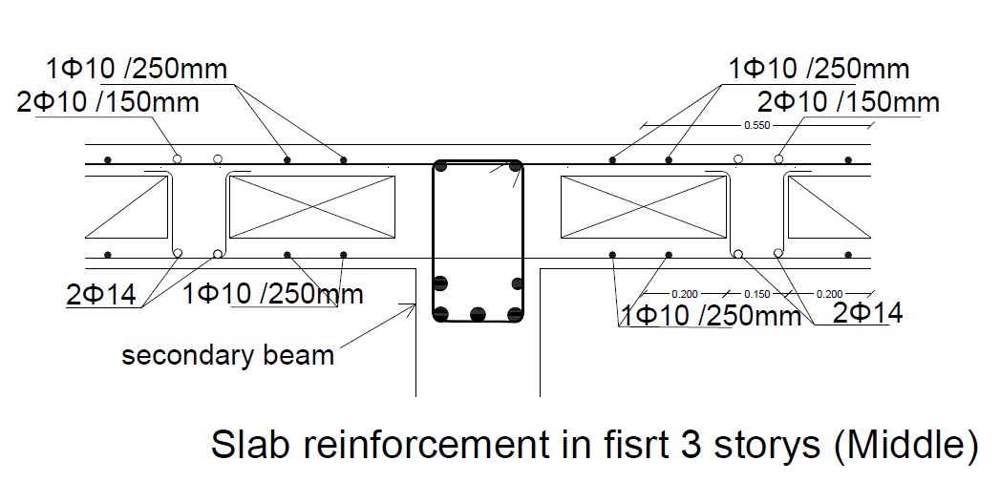 1Φ10 /250mm
2Φ10 /150mm
1Φ10 /250mm
2Φ10 /150mm
0.550
2Φ14
1Φ10 /250mm
0.200
0.150
0.200
1Φ10 /250mm
2Φ14
secondary beam
Slab reinforcement in fisrt 3 storys (Middle)